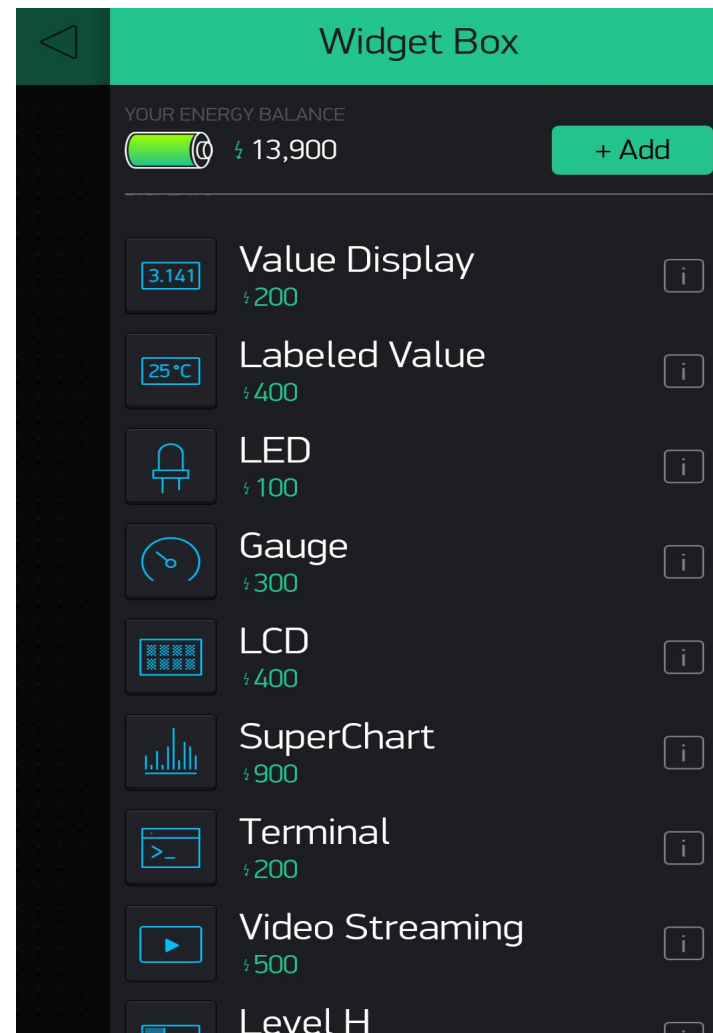 Widget Box
YOUR ENERGY BALANCE
13,900
+ Add
3.141
Value Display
200
i
25°C
Labeled Value
400
i
LED
100
i
Gauge
300
i
LCD
400
i
SuperChart
900
i
>_
Terminal
200
i
Video Streaming
500
i
Level H